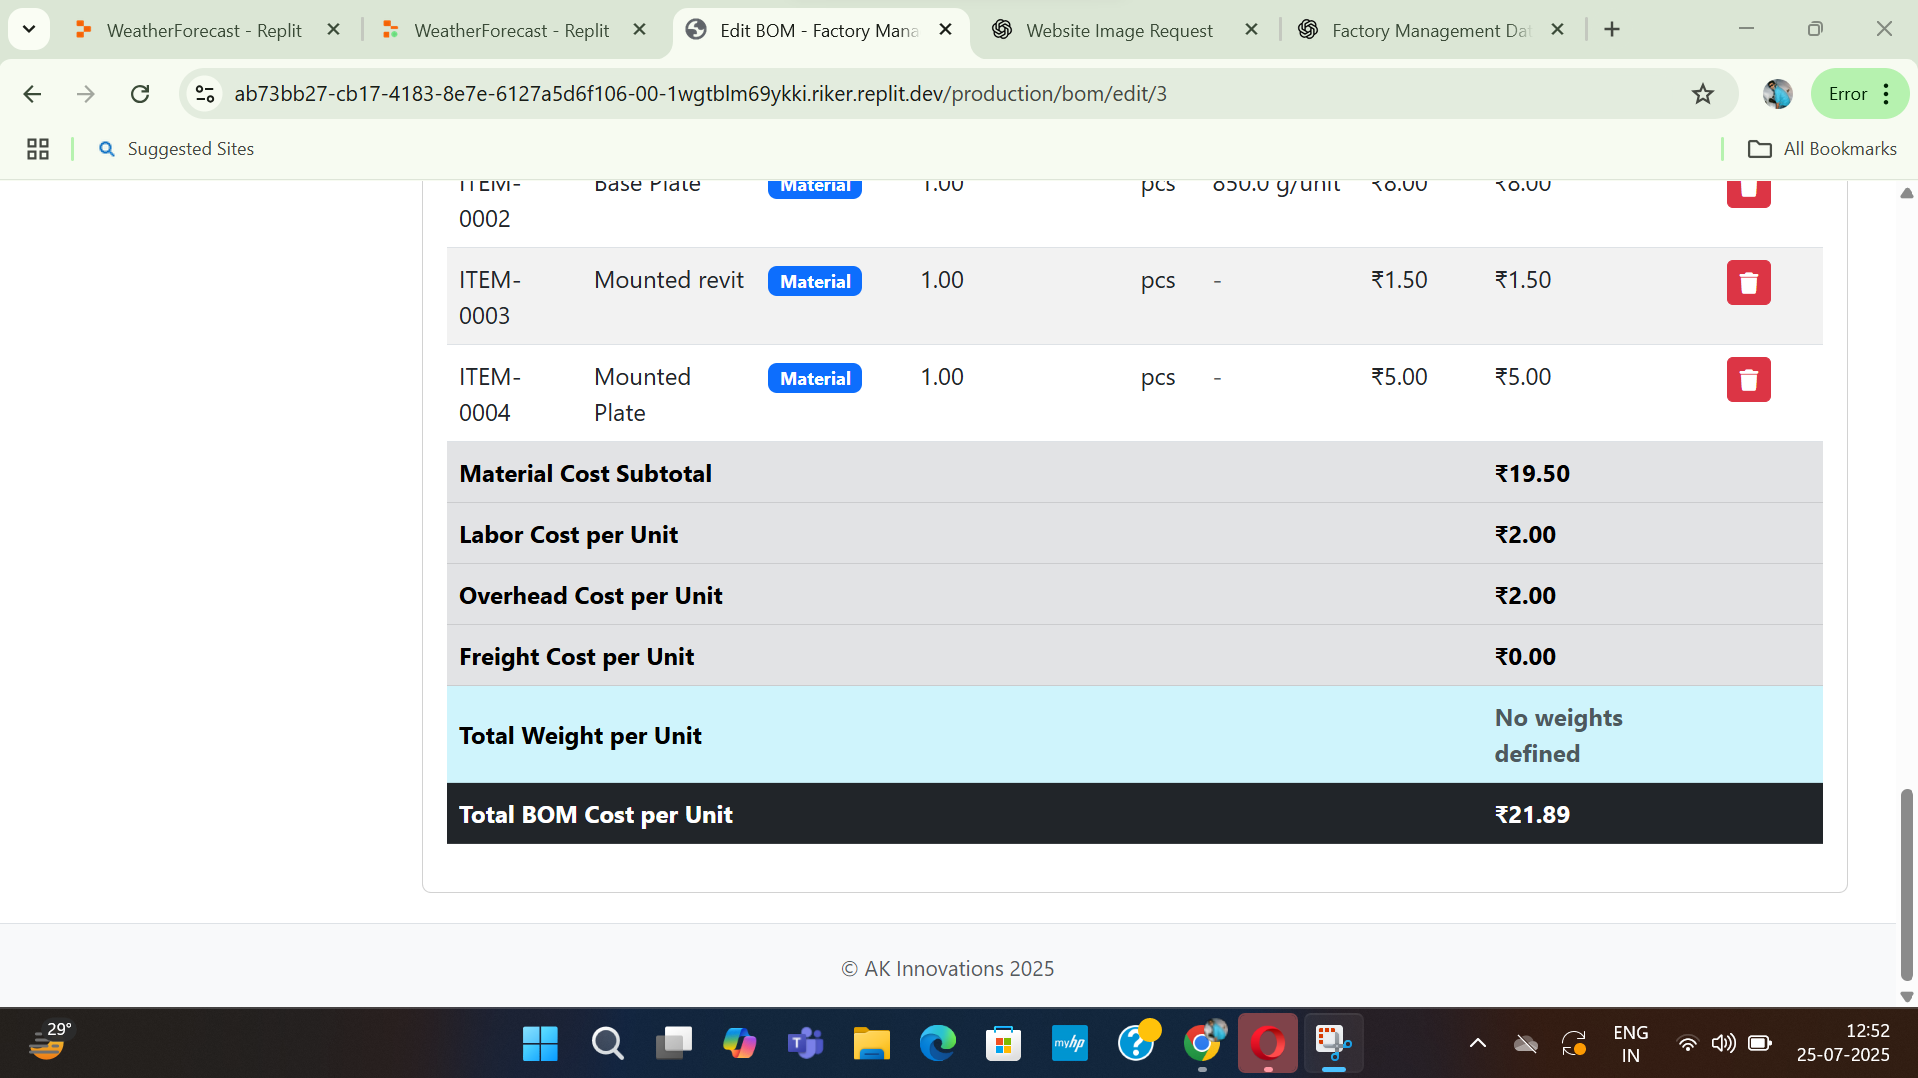 WeatherForecast - Replit
WeatherForecast - Replit
Edit BOM - Factory Mana
Website Image Request
Factory Management Dat
ab73bb27-cb17-4183-8e7e-6127a5d6f106-00-1wgtblm69ykki.riker.replit.dev/production/bom/edit/3
Error
Suggested Sites
All Bookmarks
ITEM- Base Plate Material 1.00 pcs 850.0 g/unit ₹8.00 ₹8.00
0002
ITEM- Mounted revit Material 1.00 pcs - ₹1.50 ₹1.50
0003
ITEM- Mounted Material 1.00 pcs - ₹5.00 ₹5.00
0004 Plate
Material Cost Subtotal ₹19.50
Labor Cost per Unit ₹2.00
Overhead Cost per Unit ₹2.00
Freight Cost per Unit ₹0.00
Total Weight per Unit No weights
defined
Total BOM Cost per Unit ₹21.89
© AK Innovations 2025
29°
myhp
ENG
IN
12:52
25-07-2025